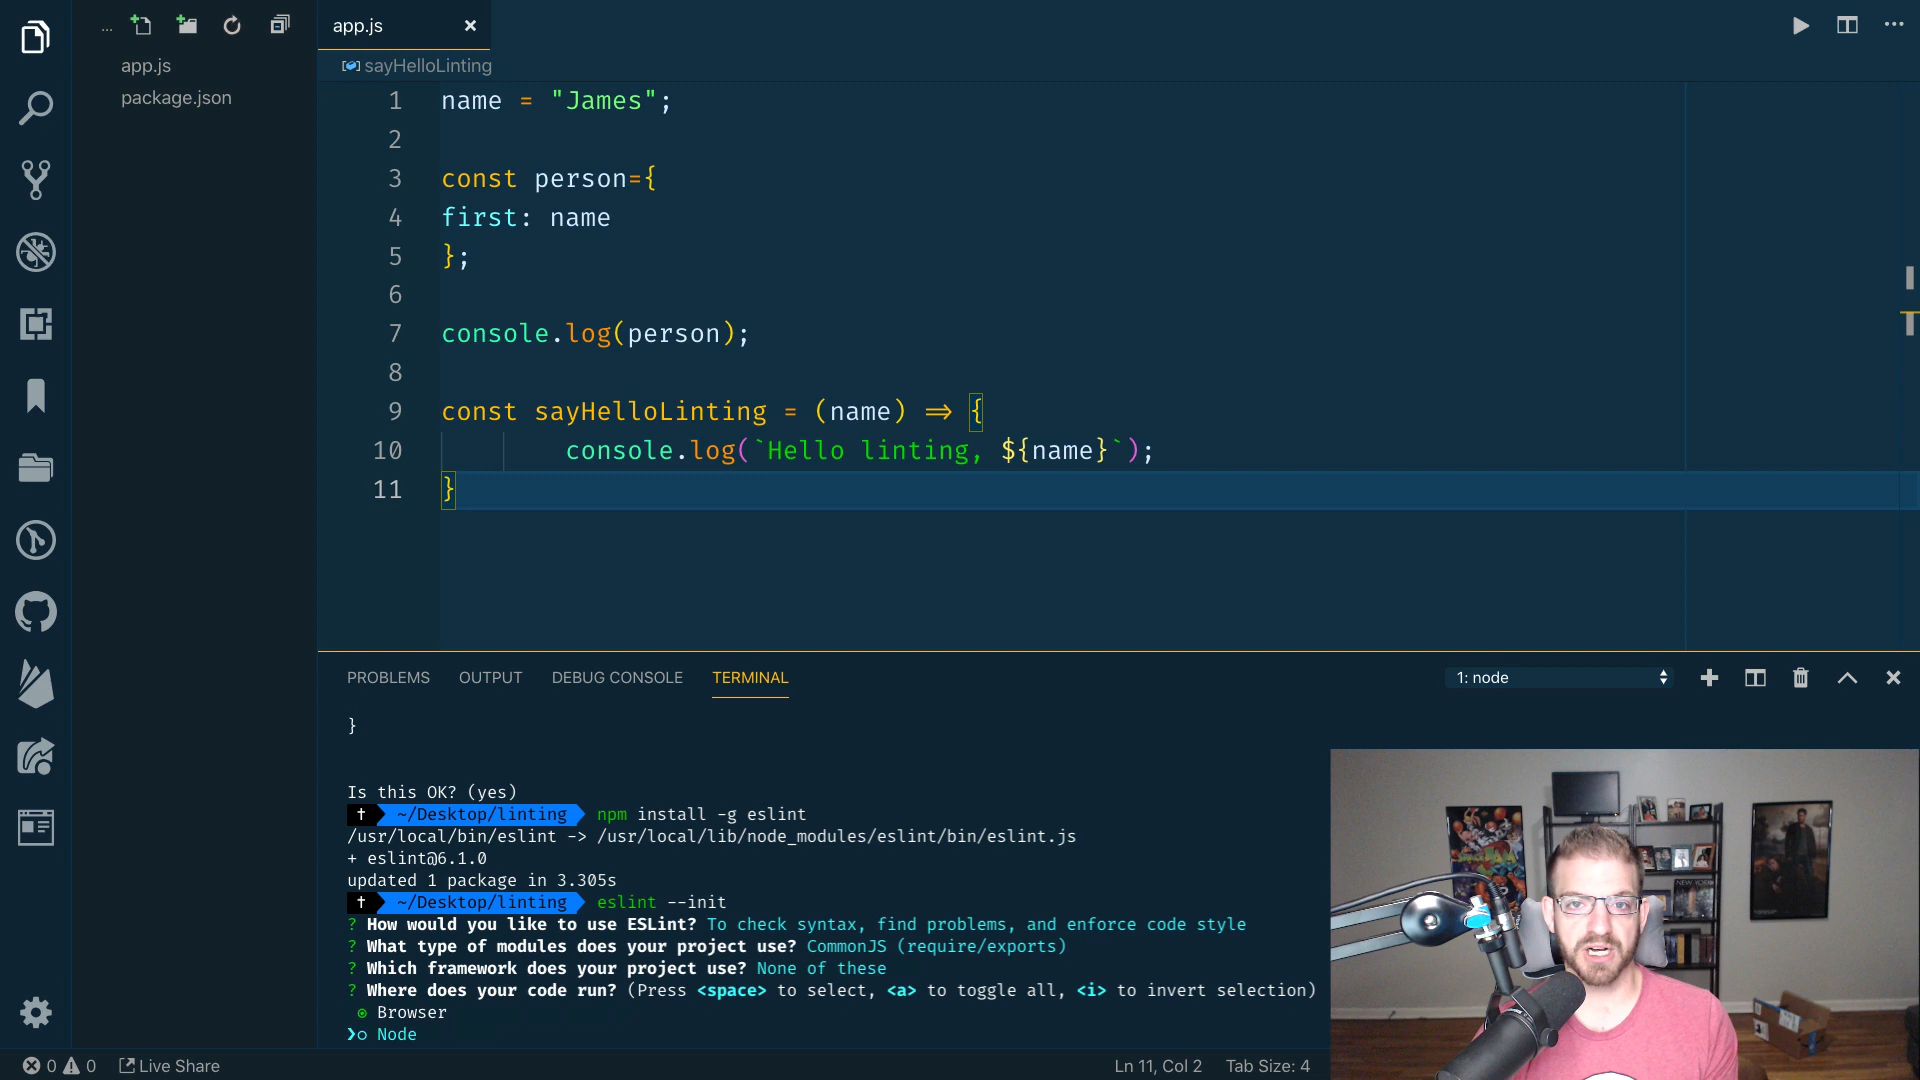 app.js
sayHelloLinting
app.js
package.json
1 name = "James";
2
3 const person={
4 first: name
5 };
6
7 console.log(person);
8
9 const sayHelloLinting = (name) => {
10 console.log(`Hello linting, ${name}`);
11 }
PROBLEMS OUTPUT DEBUG CONSOLE TERMINAL
1: node
}
Is this OK? (yes)
~/Desktop/linting npm install -g eslint
/usr/local/bin/eslint -> /usr/local/lib/node_modules/eslint/bin/eslint.js
+ eslint@6.1.0
updated 1 package in 3.305s
~/Desktop/linting eslint --init
? How would you like to use ESLint? To check syntax, find problems, and enforce code style
? What type of modules does your project use? CommonJS (require/exports)
? Which framework does your project use? None of these
? Where does your code run? (Press <space> to select, <a> to toggle all, <i> to invert selection)
◉ Browser
❯○ Node
0 0 Live Share
Ln 11, Col 2 Tab Size: 4
SPACE JAM
NEW YORK